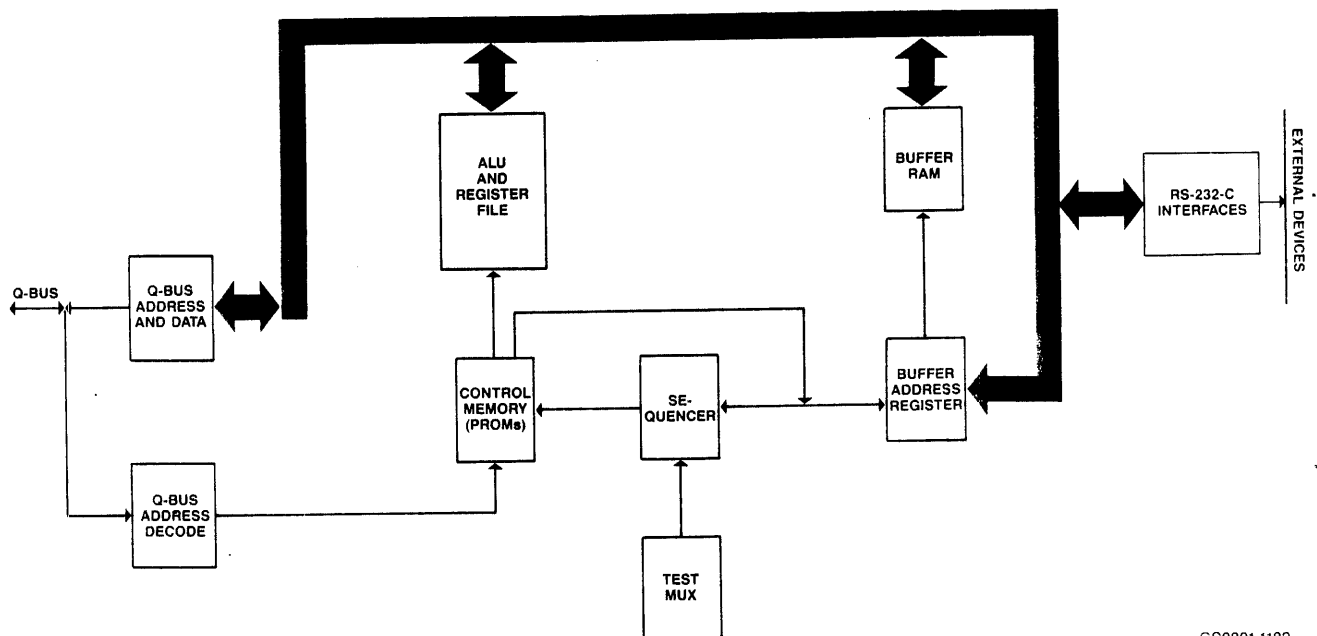 ALU
AND
REGISTER
FILE
BUFFER
RAM
RS-232-C
INTERFACES
EXTERNAL DEVICES
Q-BUS
Q-BUS
ADDRESS
AND DATA
CONTROL
MEMORY
(PROMs)
SE-
QUENCER
BUFFER
ADDRESS
REGISTER
Q-BUS
ADDRESS
DECODE
TEST
MUX